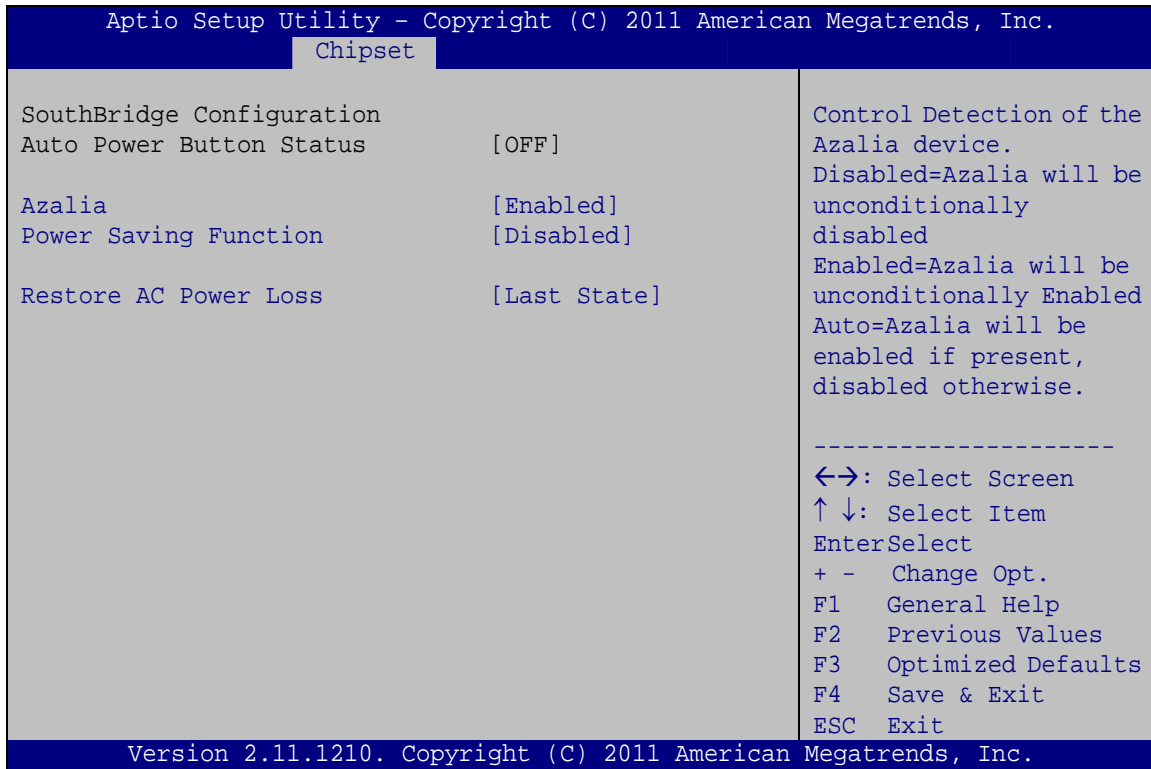 Aptio Setup Utility – Copyright (C) 2011 American Megatrends, Inc.
Chipset
SouthBridge Configuration
Auto Power Button Status [OFF]
Azalia [Enabled]
Power Saving Function [Disabled]
Restore AC Power Loss [Last State]
Control Detection of the
Azalia device.
Disabled=Azalia will be
unconditionally
disabled
Enabled=Azalia will be
unconditionally Enabled
Auto=Azalia will be
enabled if present,
disabled otherwise.
---------------------
←→: Select Screen
↑ ↓: Select Item
EnterSelect
+ - Change Opt.
F1 General Help
F2 Previous Values
F3 Optimized Defaults
F4 Save & Exit
ESC Exit
Version 2.11.1210. Copyright (C) 2011 American Megatrends, Inc.